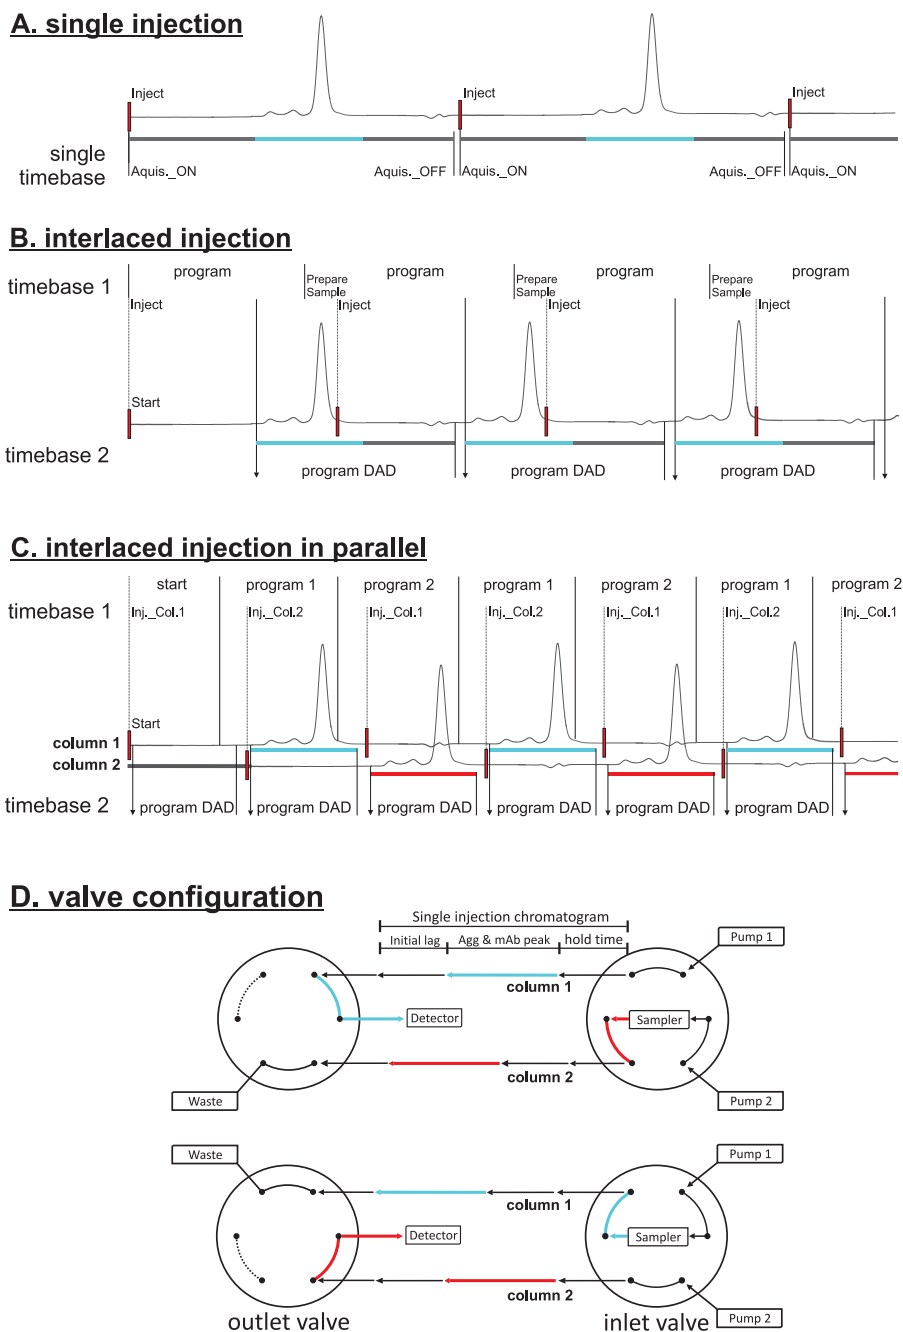 A. single injection
Inject Inject Inject
single
timebase
Aquis._ON Aquis._OFF Aquis._ON Aquis._OFF Aquis._ON
B. interlaced injection
timebase 1
program program program program
Prepare Sample Prepare Sample Prepare Sample
Inject Inject Inject Inject
Start
timebase 2
program DAD program DAD program DAD
C. interlaced injection in parallel
start program 1 program 2 program 1 program 2 program 1 program 2
timebase 1
Inj._Col.1 Inj._Col.2 Inj._Col.1 Inj._Col.2 Inj._Col.1 Inj._Col.2 Inj._Col.1
Start
column 1
column 2
timebase 2
program DAD program DAD program DAD program DAD program DAD program DAD
D. valve configuration
Single injection chromatogram
Initial lag Agg & mAb peak hold time
Pump 1
column 1
Detector
Sampler
column 2
Waste
Pump 2
Waste
Pump 1
column 1
Detector
Sampler
column 2
Pump 2
outlet valve inlet valve